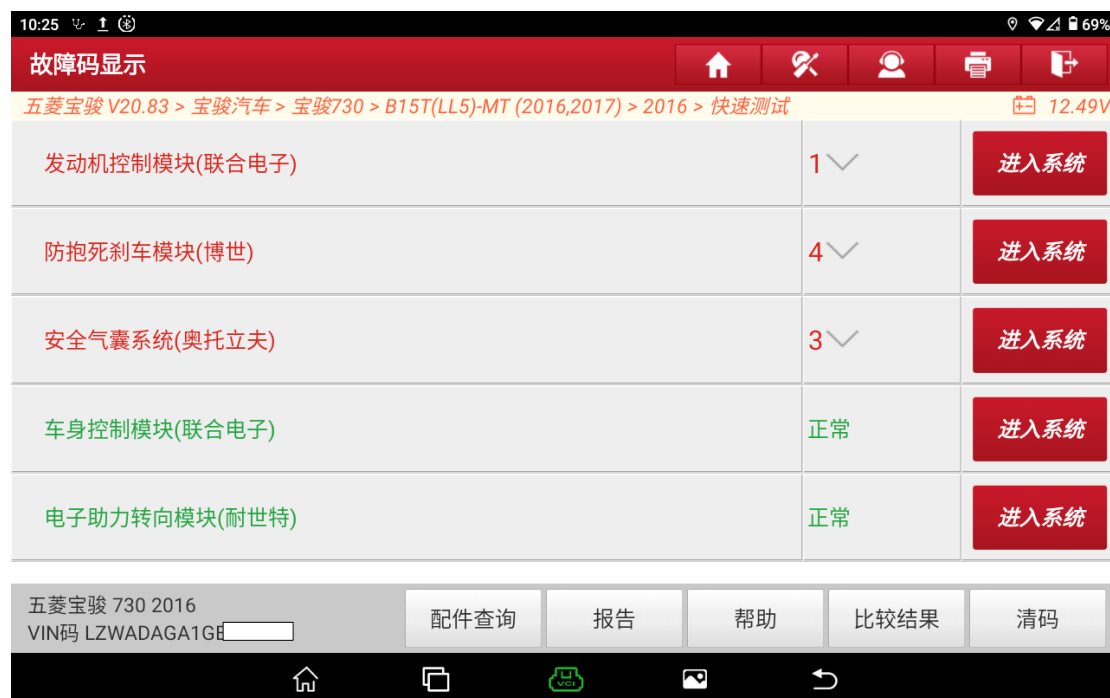 10:25
69%
故障码显示
五菱宝骏 V20.83 > 宝骏汽车 > 宝骏730 > B15T(LL5)-MT (2016,2017) > 2016 > 快速测试 12.49V
发动机控制模块(联合电子) 1 进入系统
防抱死刹车模块(博世) 4 进入系统
安全气囊系统(奥托立夫) 3 进入系统
车身控制模块(联合电子) 正常 进入系统
电子助力转向模块(耐世特) 正常 进入系统
五菱宝骏 730 2016
VIN码 LZWADAGA1GE
配件查询 报告 帮助 比较结果 清码
VCI